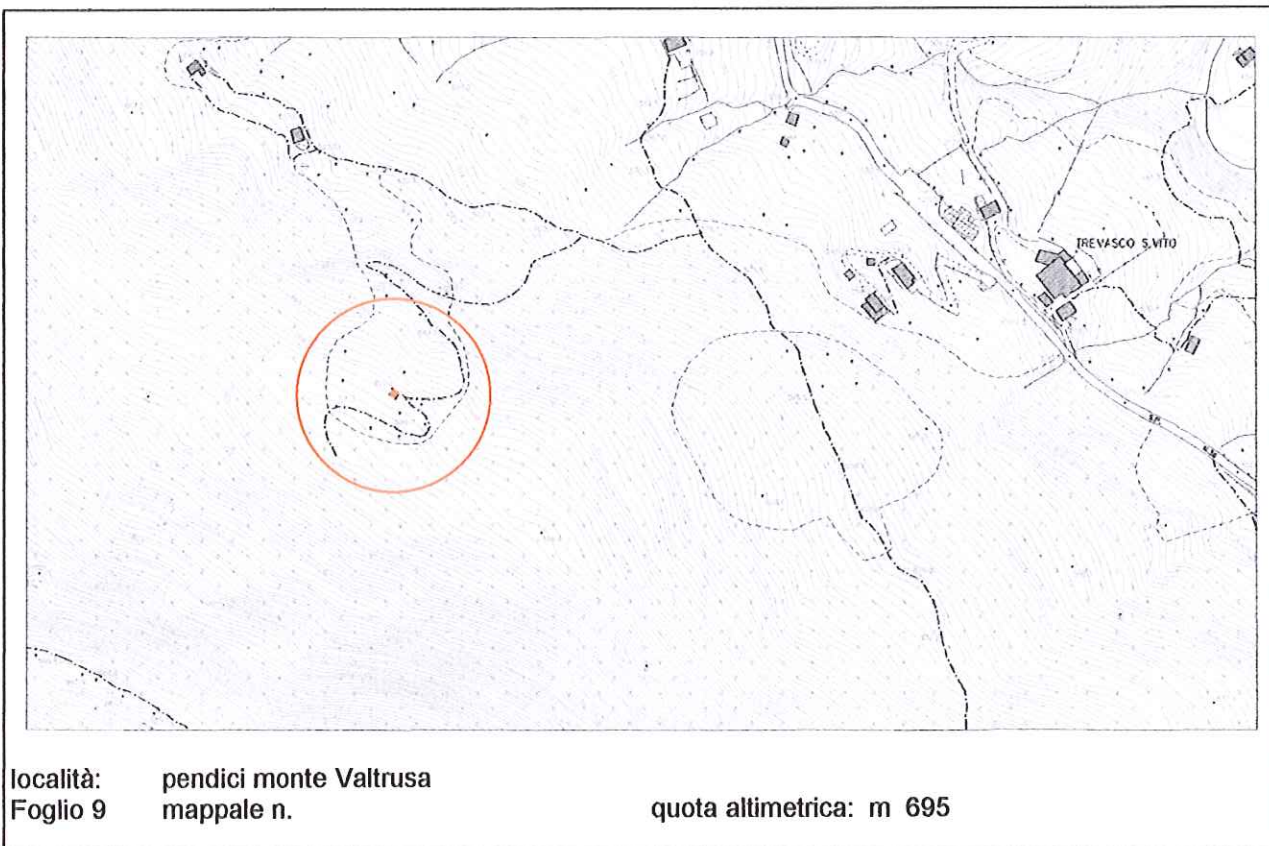 TREVASCO S.VITO
località: pendici monte Valtrusa
Foglio 9 mappale n. quota altimetrica: m 695